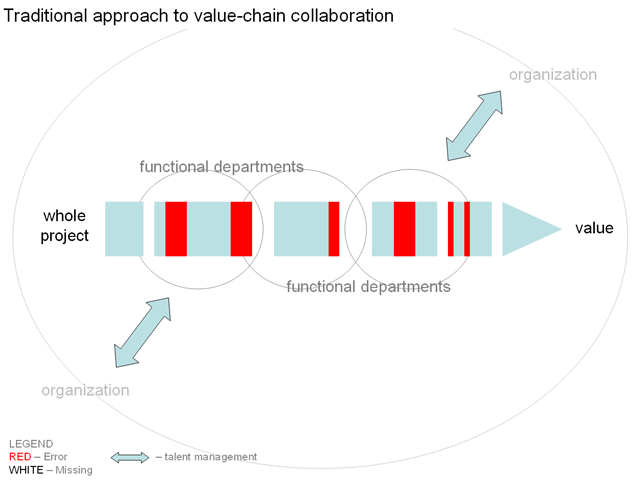 Traditional approach to value-chain collaboration
organization
functional departments
whole
project
value
functional departments
organization
LEGEND
RED – Error
– talent management
WHITE – Missing